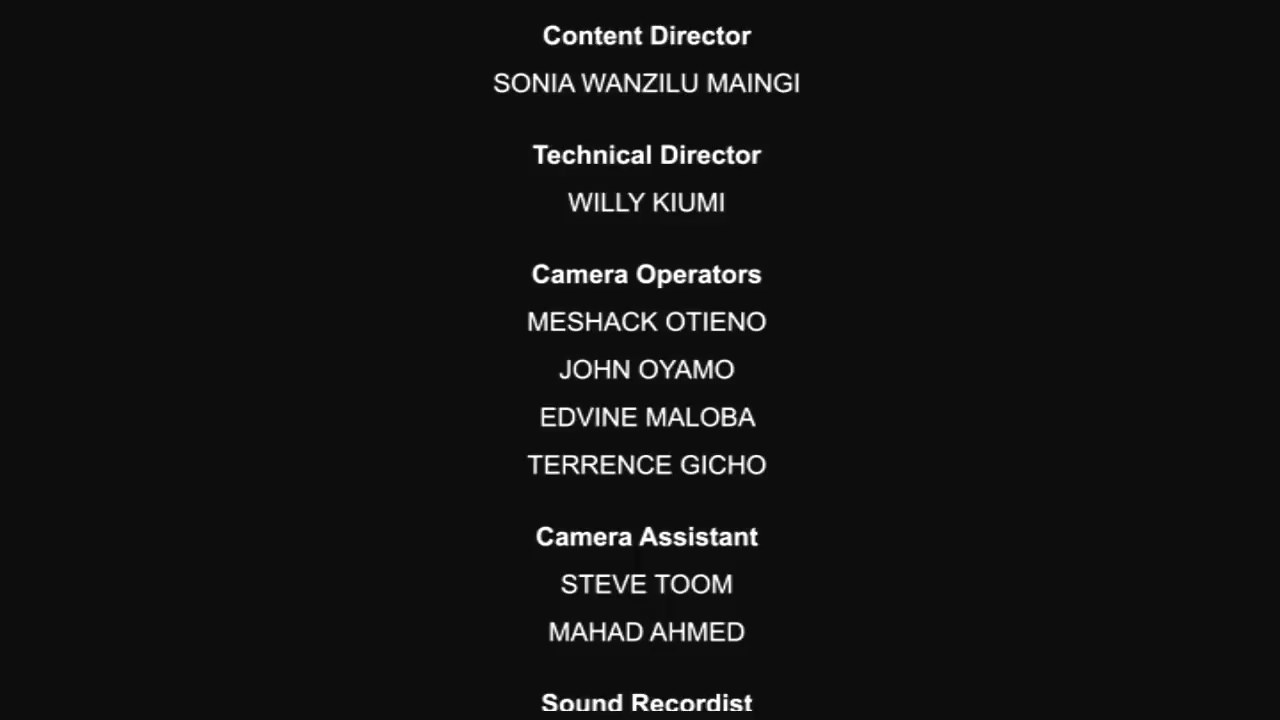 Content Director
SONIA WANZILU MAINGI
Technical Director
WILLY KIUMI
Camera Operators
MESHACK OTIENO
JOHN OYAMO
EDVINE MALOBA
TERRENCE GICHO
Camera Assistant
STEVE TOOM
MAHAD AHMED
Sound Recordist